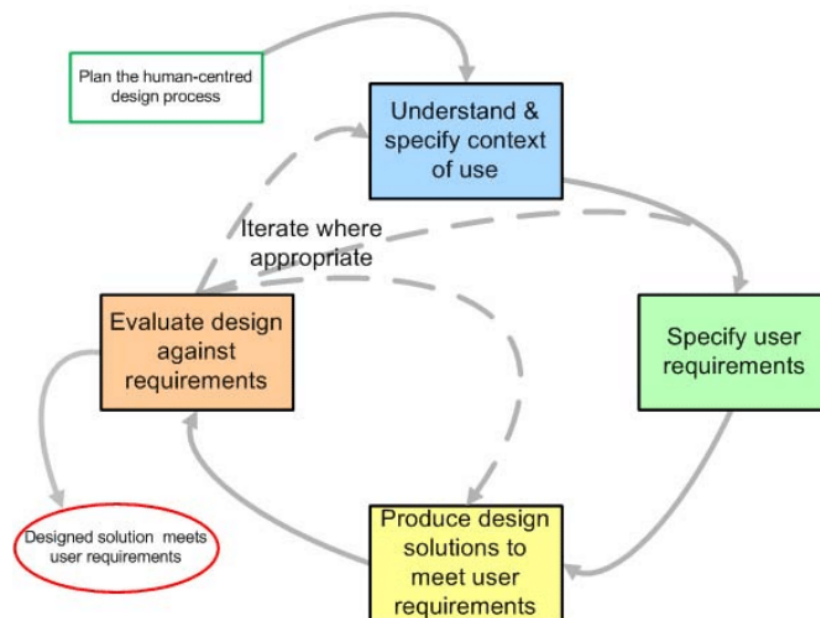 Plan the human-centred
design process
Understand &
specify context
of use
Iterate where
appropriate
Evaluate design
against
requirements
Specify user
requirements
Designed solution meets
user requirements
Produce design
solutions to
meet user
requirements